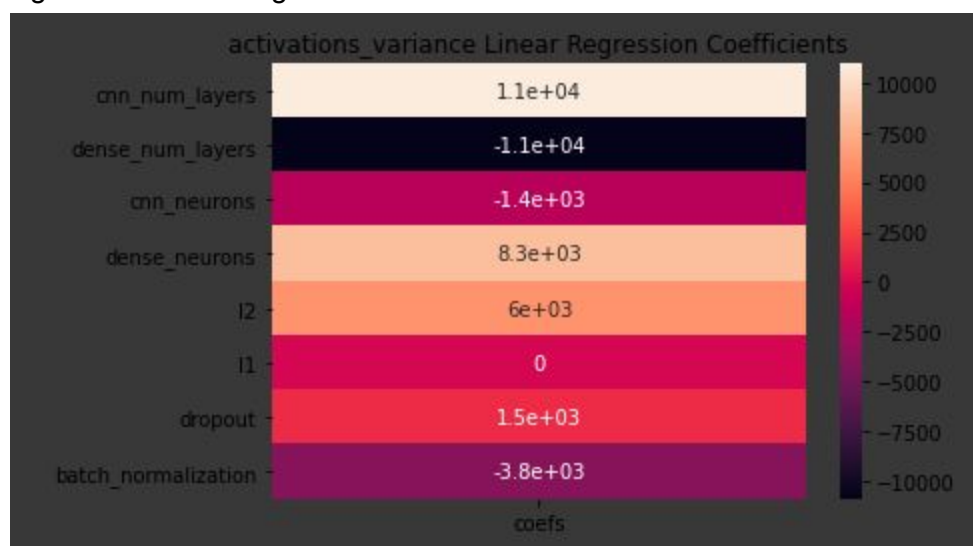 activations_variance Linear Regression Coefficients
cnn_num_layers 1.1e+04
dense_num_layers -1.1e+04
cnn_neurons -1.4e+03
dense_neurons 8.3e+03
l2 6e+03
l1 0
dropout 1.5e+03
batch_normalization -3.8e+03
coefs
10000
7500
5000
2500
0
−2500
−5000
−7500
−10000